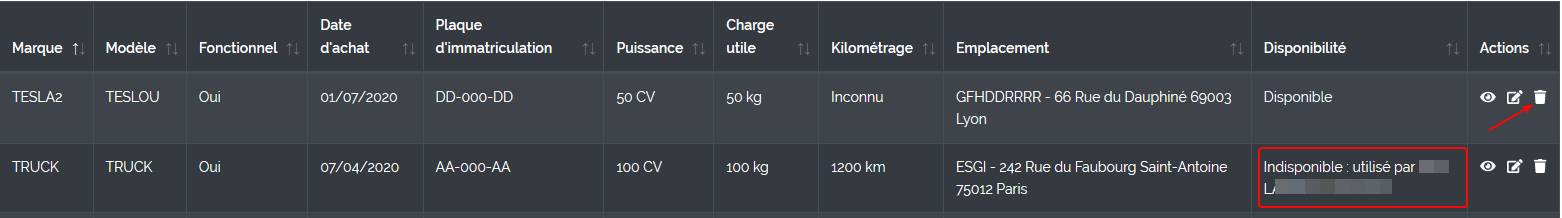 Marque Modèle Fonctionnel Date d'achat Plaque d'immatriculation Puissance Charge utile Kilométrage Emplacement Disponibilité Actions
TESLA2 TESLOU Oui 01/07/2020 DD-000-DD 50 CV 50 kg Inconnu GFHDDRRRR - 66 Rue du Dauphiné 69003 Disponible
Lyon
TRUCK TRUCK Oui 07/04/2020 AA-000-AA 100 CV 100 kg 1200 km ESGI - 242 Rue du Faubourg Saint-Antoine Indisponible : utilisé par
75012 Paris